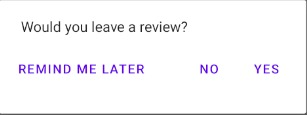 Would you leave a review?
REMIND ME LATER NO YES